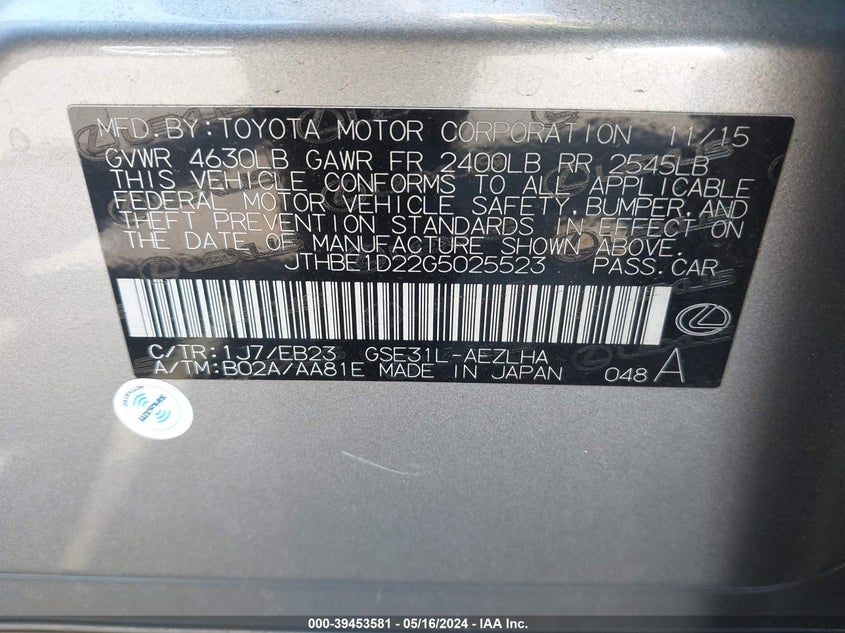 MFD.BY:TOYOTA MOTOR CORPORATION 11/15
GVWR 4630LB GAWR FR 2400LB RR 2545LB
THIS VEHICLE CONFORMS TO ALL APPLICABLE
FEDERAL MOTOR VEHICLE SAFETY,BUMPER,AND
THEFT PREVENTION STANDARDS IN EFFECT ON
THE DATE OF MANUFACTURE SHOWN ABOVE.
JTHBE1D22G5025523 PASS.CAR
C/TR:1J7/EB23 GSE31L-AEZLHA
A/TM:B02A/AA81E MADE IN JAPAN 048 A
SiriusXM
ACTIVATED
000-39453581 - 05/16/2024 - IAA Inc.